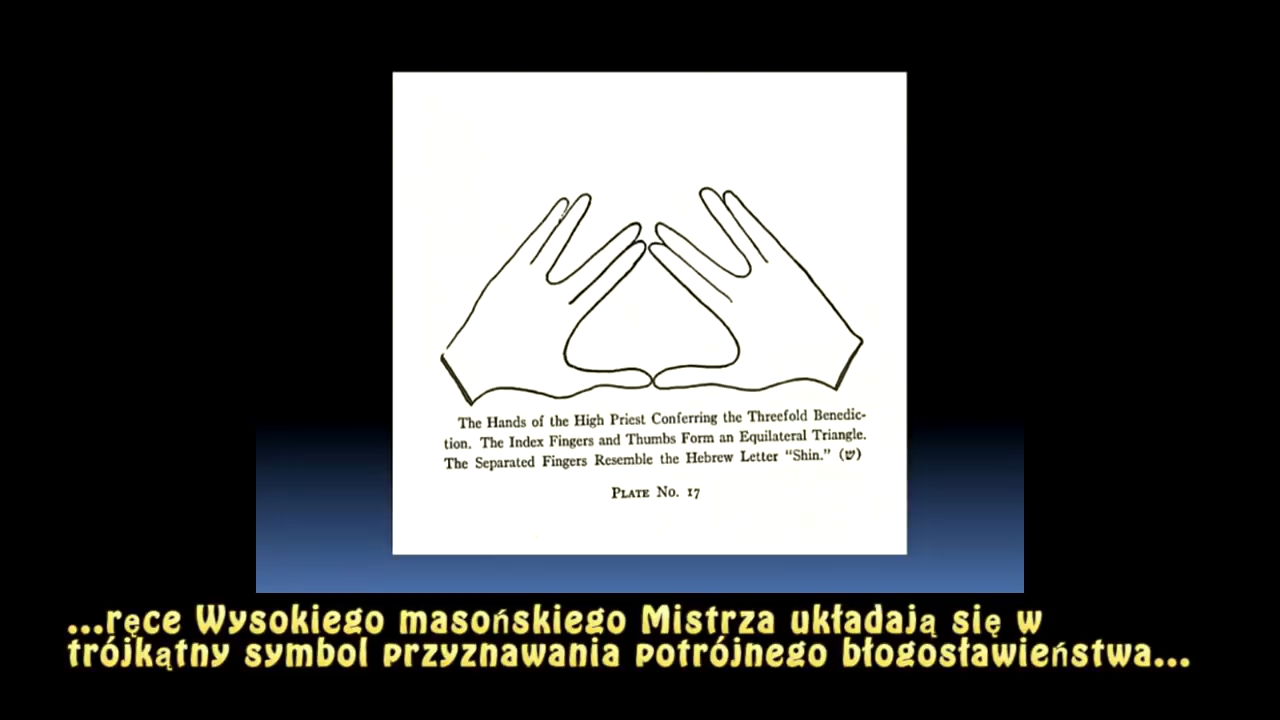 The Hands of the High Priest Conferring the Threefold Benedic-
tion. The Index Fingers and Thumbs Form an Equilateral Triangle.
The Separated Fingers Resemble the Hebrew Letter “Shin.” (ש)
PLATE No. 17
...ręce Wysokiego masońskiego Mistrza układają się w
trójkątny symbol przyznawania potrójnego błogosławieństwa...